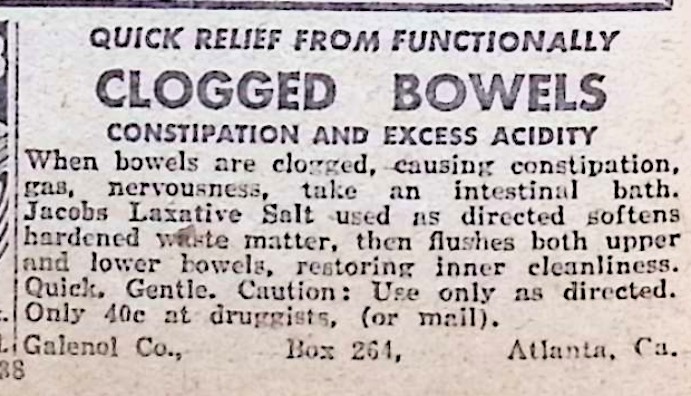 QUICK RELIEF FROM FUNCTIONALLY
CLOGGED BOWELS
CONSTIPATION AND EXCESS ACIDITY
When bowels are clogged, causing constipation,
gas, nervousness, take an intestinal bath.
Jacobs Laxative Salt used as directed softens
hardened waste matter, then flushes both upper
and lower bowels, restoring inner cleanliness.
Quick. Gentle. Caution: Use only as directed.
Only 40c at druggists, (or mail).
Galenol Co., Box 264, Atlanta, Ga.
38